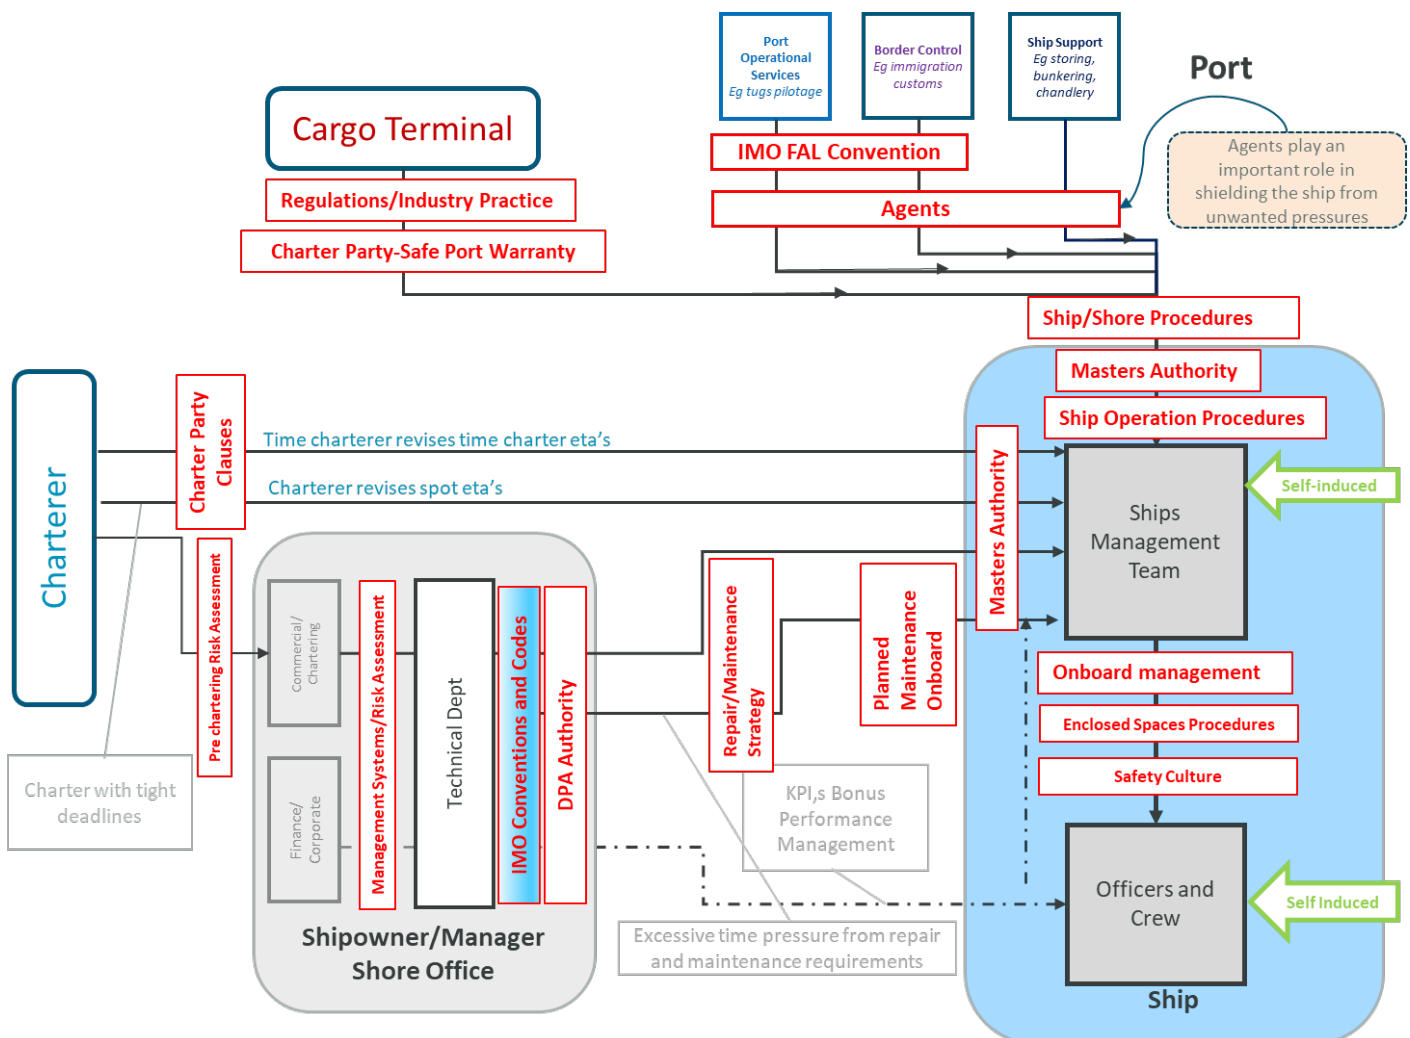 Port
Operational
Services
Eg tugs pilotage
Border Control
Eg immigration
customs
Ship Support
Eg storing,
bunkering,
chandlery
Port
Cargo Terminal
IMO FAL Convention
Agents play an
important role in
shielding the ship from
unwanted pressures
Regulations/Industry Practice
Agents
Charter Party-Safe Port Warranty
Ship/Shore Procedures
Masters Authority
Ship Operation Procedures
Charterer
Charter Party
Clauses
Time charterer revises time charter eta's
Charterer revises spot eta's
Masters Authority
Ships
Management
Team
Self-induced
Pre chartering Risk Assessment
Commercial/
Chartering
Finance/
Corporate
Management Systems/Risk Assessment
Technical Dept
IMO Conventions and Codes
DPA Authority
Repair/Maintenance
Strategy
Planned
Maintenance
Onboard
Onboard management
Enclosed Spaces Procedures
Safety Culture
Charter with tight
deadlines
KPI,s Bonus
Performance
Management
Officers and
Crew
Self Induced
Shipowner/Manager
Shore Office
Excessive time pressure from repair
and maintenance requirements
Ship